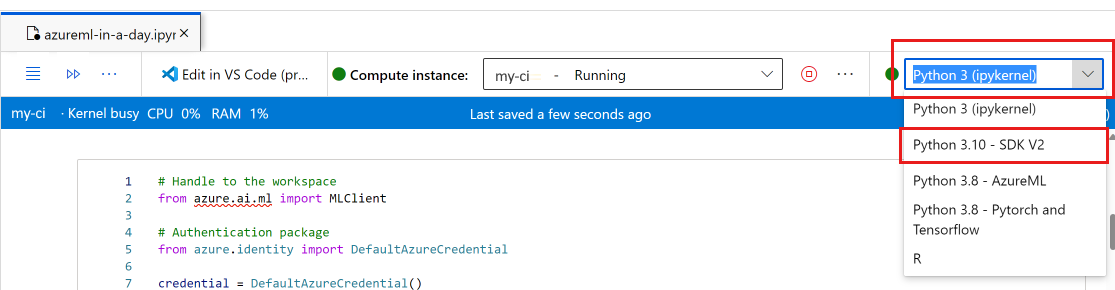 azureml-in-a-day.ipyr
Edit in VS Code (pr...
Compute instance:
my-ci - Running
Python 3 (ipykernel)
my-ci · Kernel busy CPU 0% RAM 1%
Last saved a few seconds ago
Python 3 (ipykernel)
Python 3.10 - SDK V2
Python 3.8 - AzureML
Python 3.8 - Pytorch and
Tensorflow
R
1 # Handle to the workspace
2 from azure.ai.ml import MLClient
3
4 # Authentication package
5 from azure.identity import DefaultAzureCredential
6
7 credential = DefaultAzureCredential()